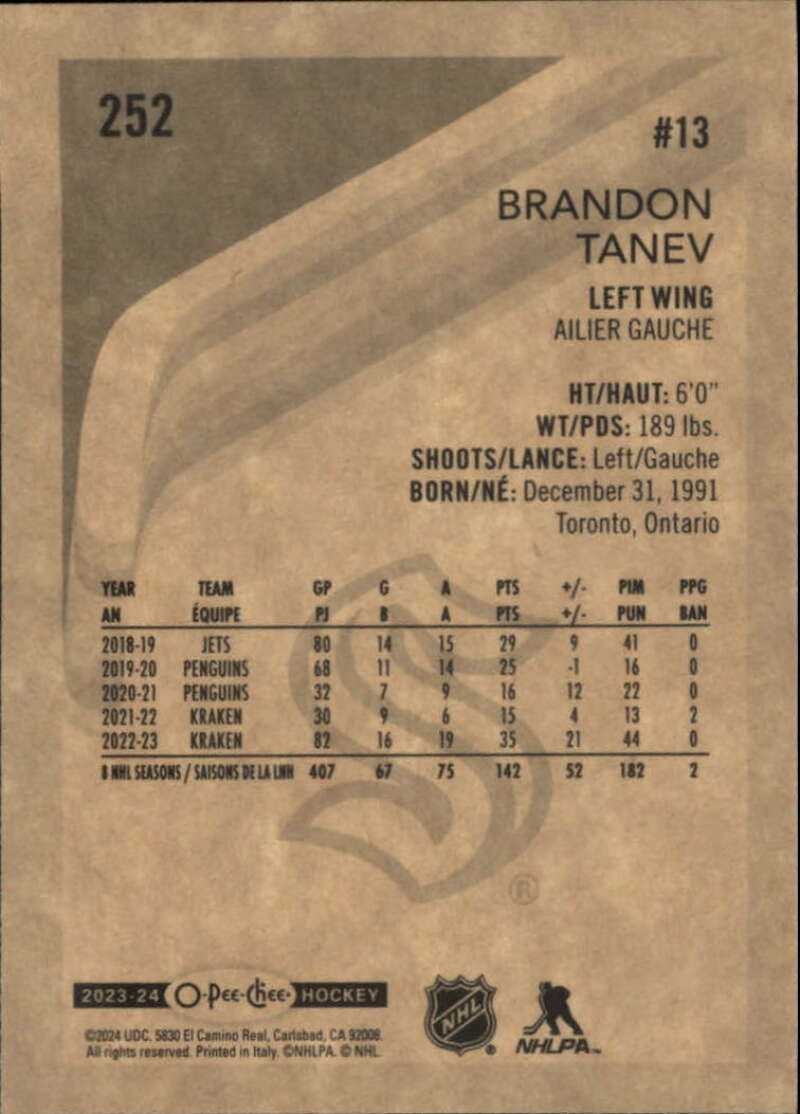 252
#13
BRANDON
TANEV
LEFT WING
AILIER GAUCHE
HT/HAUT: 6'0"
WT/PDS: 189 lbs.
SHOOTS/LANCE: Left/Gauche
BORN/NÉ: December 31, 1991
Toronto, Ontario
YEAR TEAM GP G A PTS +/- PIM PPG
AN ÉQUIPE PJ B A PTS +/- PUN BAN
2018-19 JETS 80 14 15 29 9 41 0
2019-20 PENGUINS 68 11 14 25 -1 16 0
2020-21 PENGUINS 32 7 9 16 12 22 0
2021-22 KRAKEN 30 9 6 15 4 13 2
2022-23 KRAKEN 82 16 19 35 21 44 0
8 NHL SEASONS / SAISONS DE LA LNH 407 67 75 142 52 182 2
®
2023-24 O-Pee-Chee HOCKEY
©2024 UDC. 5830 El Camino Real, Carlsbad, CA 92008.
All rights reserved. Printed in Italy. ©NHLPA. © NHL.
NHL ®
NHLPA™